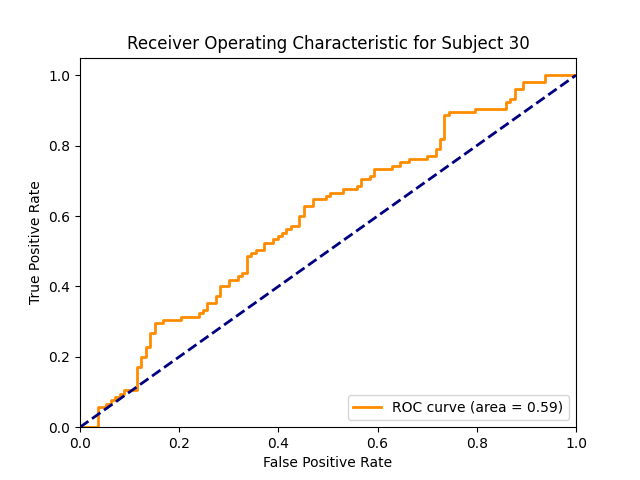 Receiver Operating Characteristic for Subject 30
1.0
0.8
0.6
0.4
0.2
0.0
True Positive Rate
ROC curve (area = 0.59)
0.0 0.2 0.4 0.6 0.8 1.0
False Positive Rate